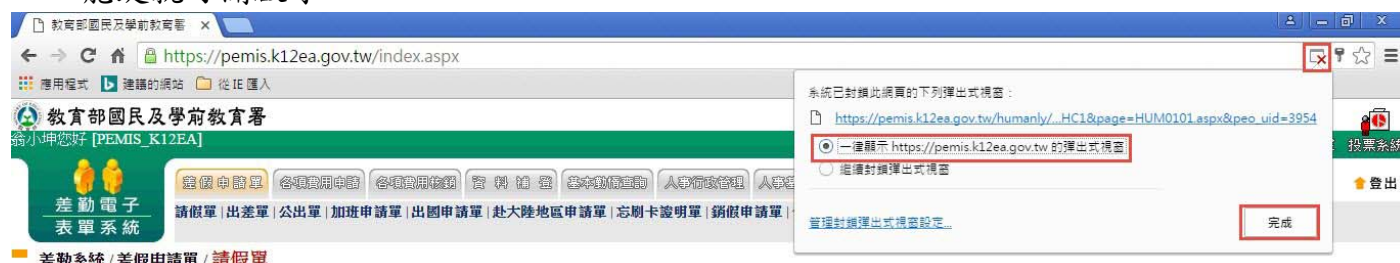 教育部國民及學前教育署
https://pemis.k12ea.gov.tw/index.aspx
應用程式 建議的網站 從 IE 匯入
系統已封鎖此網頁的下列彈出式視窗：
https://pemis.k12ea.gov.tw/humanly/...HC1&page=HUM0101.aspx&peo_uid=3954
一律顯示 https://pemis.k12ea.gov.tw 的彈出式視窗
繼續封鎖彈出式視窗
管理封鎖彈出式視窗設定...
完成
教育部國民及學前教育署
翁小坤您好 [PEMIS_K12EA]
投票系統
差勤電子
表單系統
差假申請單 各項費用申請 各項費用核銷 資料補登 基本勤惰查詢 人事行政管理
登出
請假單 | 出差單 | 公出單 | 加班申請單 | 出國申請單 | 赴大陸地區申請單 | 忘刷卡證明單 | 銷假申請單 |
差勤系統 / 差假申請單 / 請假單